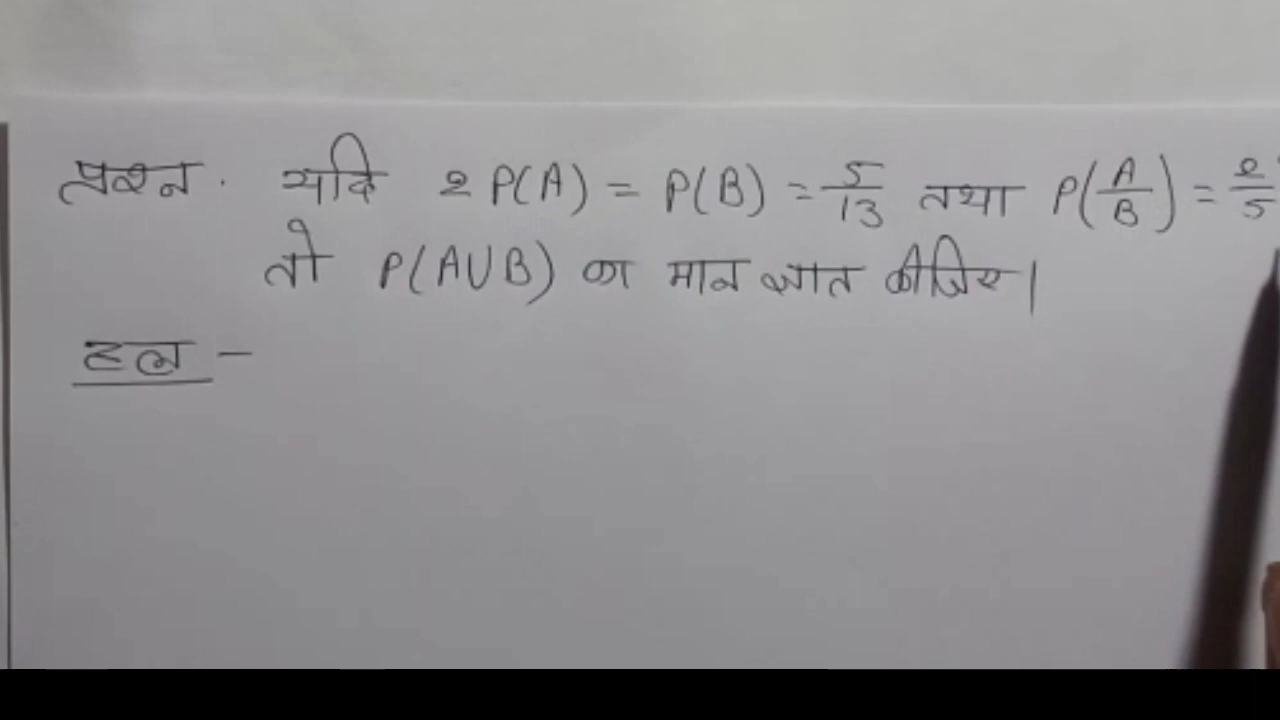 प्रश्न. यदि 2P(A) = P(B) = 5/13 तथा P(A/B) = 2/5
तो P(A∪B) का मान ज्ञात कीजिए।
हल -